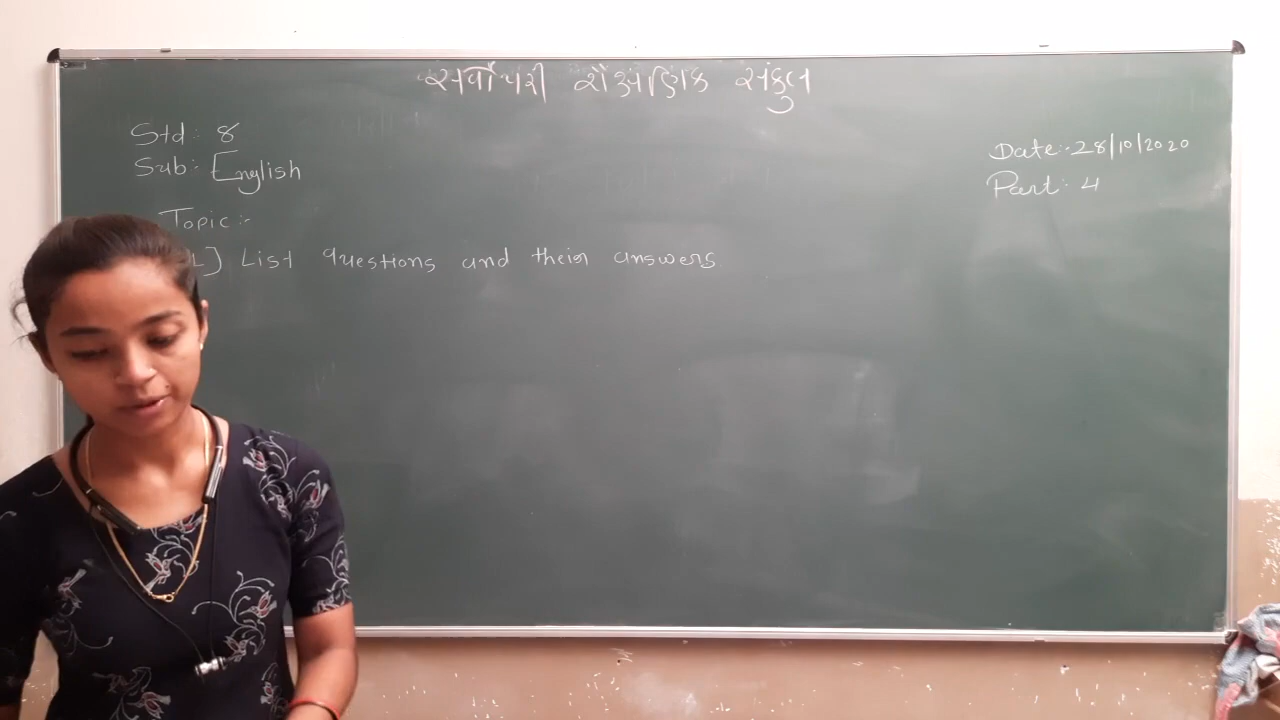 સર્વોપરી શૈક્ષણિક સંકુલ
Std: 8
Sub: English
Date:- 28/10/2020
Part: 4
Topic:-
] List questions and their answers